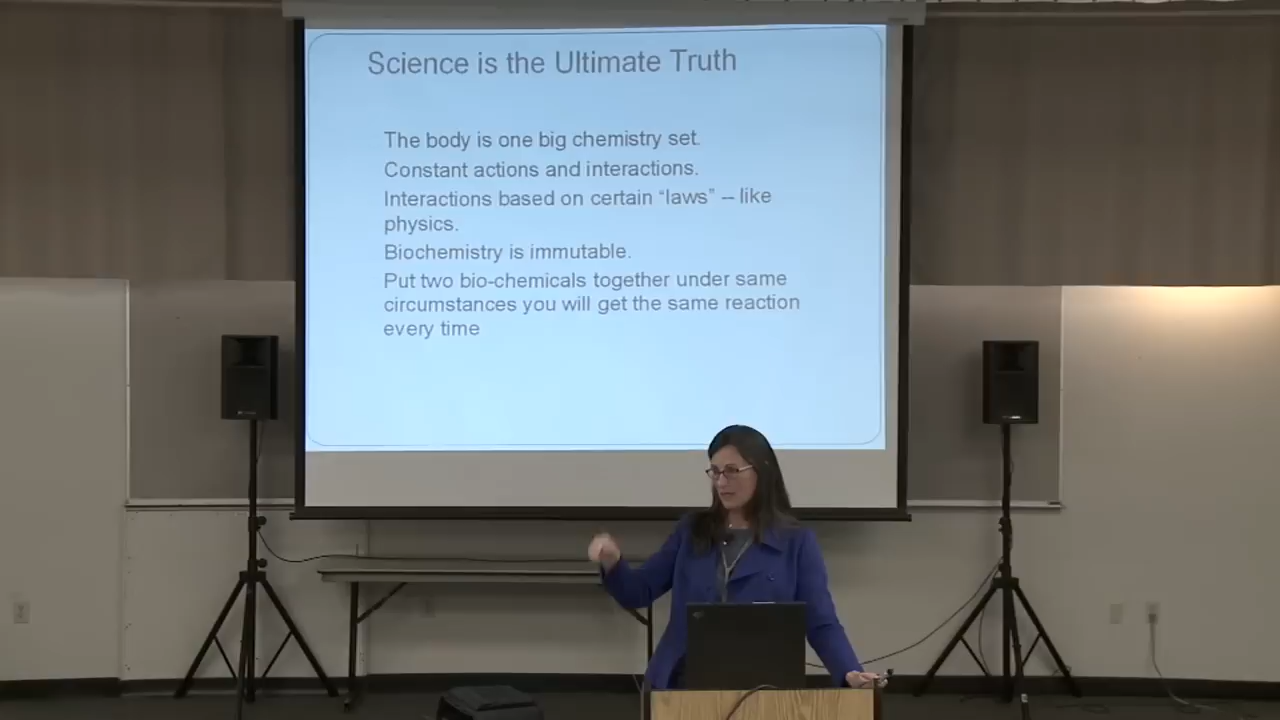 Science is the Ultimate Truth
The body is one big chemistry set.
Constant actions and interactions.
Interactions based on certain “laws” – like
physics.
Biochemistry is immutable.
Put two bio-chemicals together under same
circumstances you will get the same reaction
every time